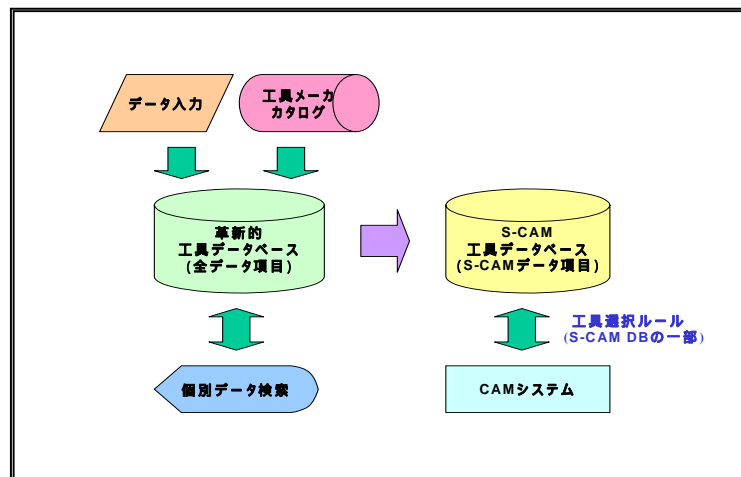 データ入力
工具メーカ
カタログ
革新的
工具データベース
(全データ項目)
S-CAM
工具データベース
(S-CAMデータ項目)
工具選択ルール
(S-CAM DBの一部)
個別データ検索
CAMシステム